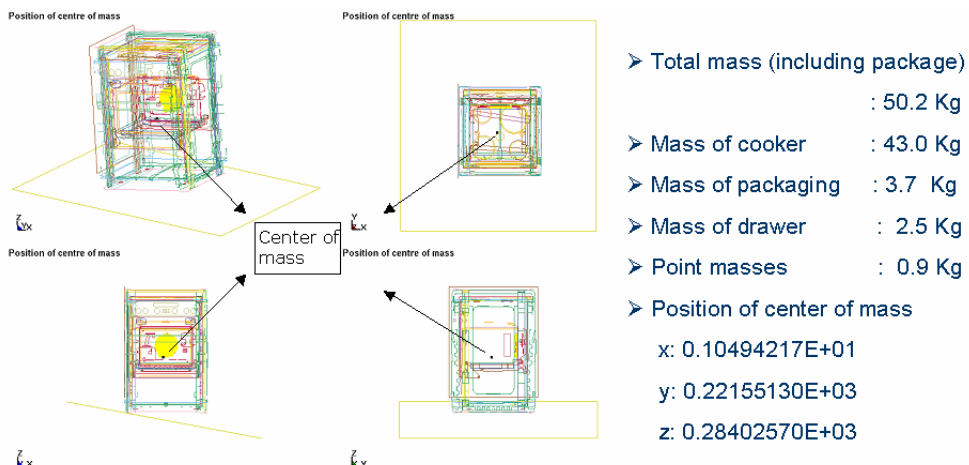 Position of centre of mass
Position of centre of mass
Z
Y X
Y
Z X
Center of
mass
Position of centre of mass
Position of centre of mass
Z
Z
Y X
➢ Total mass (including package)
: 50.2 Kg
➢ Mass of cooker : 43.0 Kg
➢ Mass of packaging : 3.7 Kg
➢ Mass of drawer : 2.5 Kg
➢ Point masses : 0.9 Kg
➢ Position of center of mass
x: 0.10494217E+01
y: 0.22155130E+03
z: 0.28402570E+03